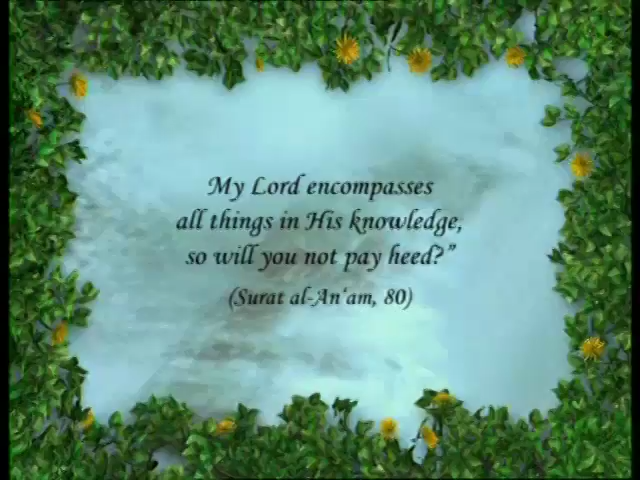 My Lord encompasses
all things in His knowledge,
so will you not pay heed?”
(Surat al-An‘am, 80)